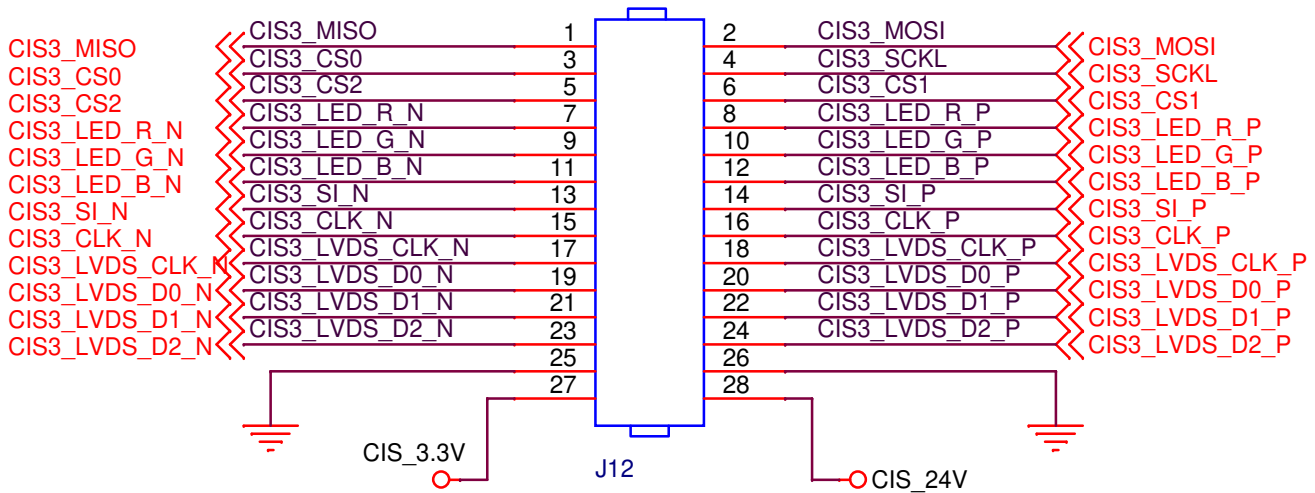 CIS3_MISO CIS3_MISO 1 2 CIS3_MOSI CIS3_MOSI
CIS3_CS0 CIS3_CS0 3 4 CIS3_SCKL CIS3_SCKL
CIS3_CS2 CIS3_CS2 5 6 CIS3_CS1 CIS3_CS1
CIS3_LED_R_N CIS3_LED_R_N 7 8 CIS3_LED_R_P CIS3_LED_R_P
CIS3_LED_G_N CIS3_LED_G_N 9 10 CIS3_LED_G_P CIS3_LED_G_P
CIS3_LED_B_N CIS3_LED_B_N 11 12 CIS3_LED_B_P CIS3_LED_B_P
CIS3_SI_N CIS3_SI_N 13 14 CIS3_SI_P CIS3_SI_P
CIS3_CLK_N CIS3_CLK_N 15 16 CIS3_CLK_P CIS3_CLK_P
CIS3_LVDS_CLK_N CIS3_LVDS_CLK_N 17 18 CIS3_LVDS_CLK_P CIS3_LVDS_CLK_P
CIS3_LVDS_D0_N CIS3_LVDS_D0_N 19 20 CIS3_LVDS_D0_P CIS3_LVDS_D0_P
CIS3_LVDS_D1_N CIS3_LVDS_D1_N 21 22 CIS3_LVDS_D1_P CIS3_LVDS_D1_P
CIS3_LVDS_D2_N CIS3_LVDS_D2_N 23 24 CIS3_LVDS_D2_P CIS3_LVDS_D2_P
25 26
27 28
CIS_3.3V J12 CIS_24V